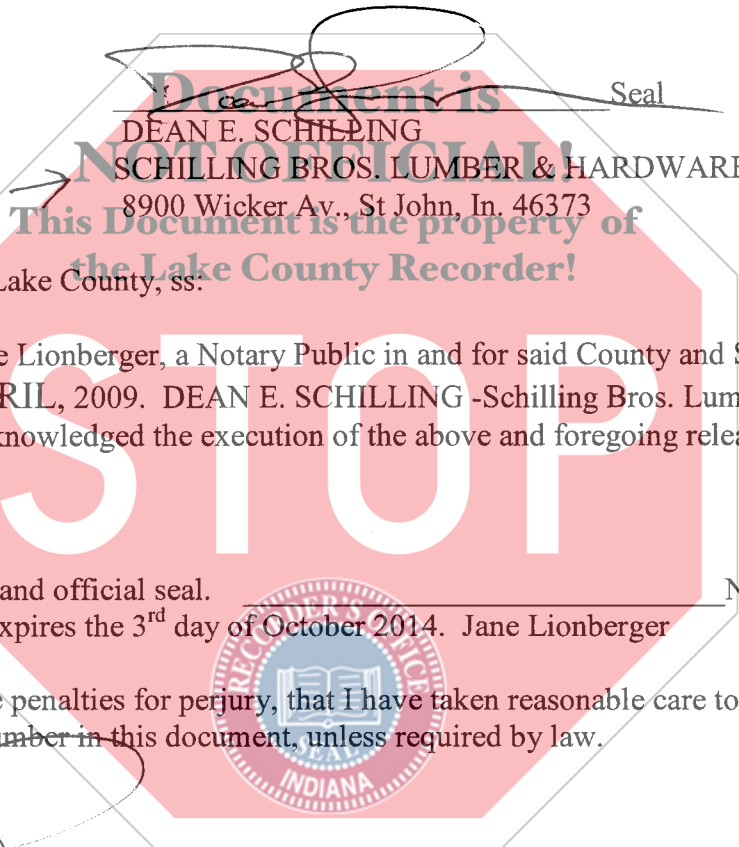 Seal
Document is
DEAN E. SCHILLING
NOT OFFICIAL!
SCHILLING BROS. LUMBER & HARDWARE
8900 Wicker Av., St John, In. 46373
This Document is the property of
the Lake County Recorder!
Lake County, ss:
e Lionberger, a Notary Public in and for said County and S
RIL, 2009. DEAN E. SCHILLING -Schilling Bros. Lum
knowledged the execution of the above and foregoing relea
STOP
and official seal. N
xpires the 3rd day of October 2014. Jane Lionberger
e penalties for perjury, that I have taken reasonable care to
umber in this document, unless required by law.
RECORDER'S OFFICE
SEAL
INDIANA